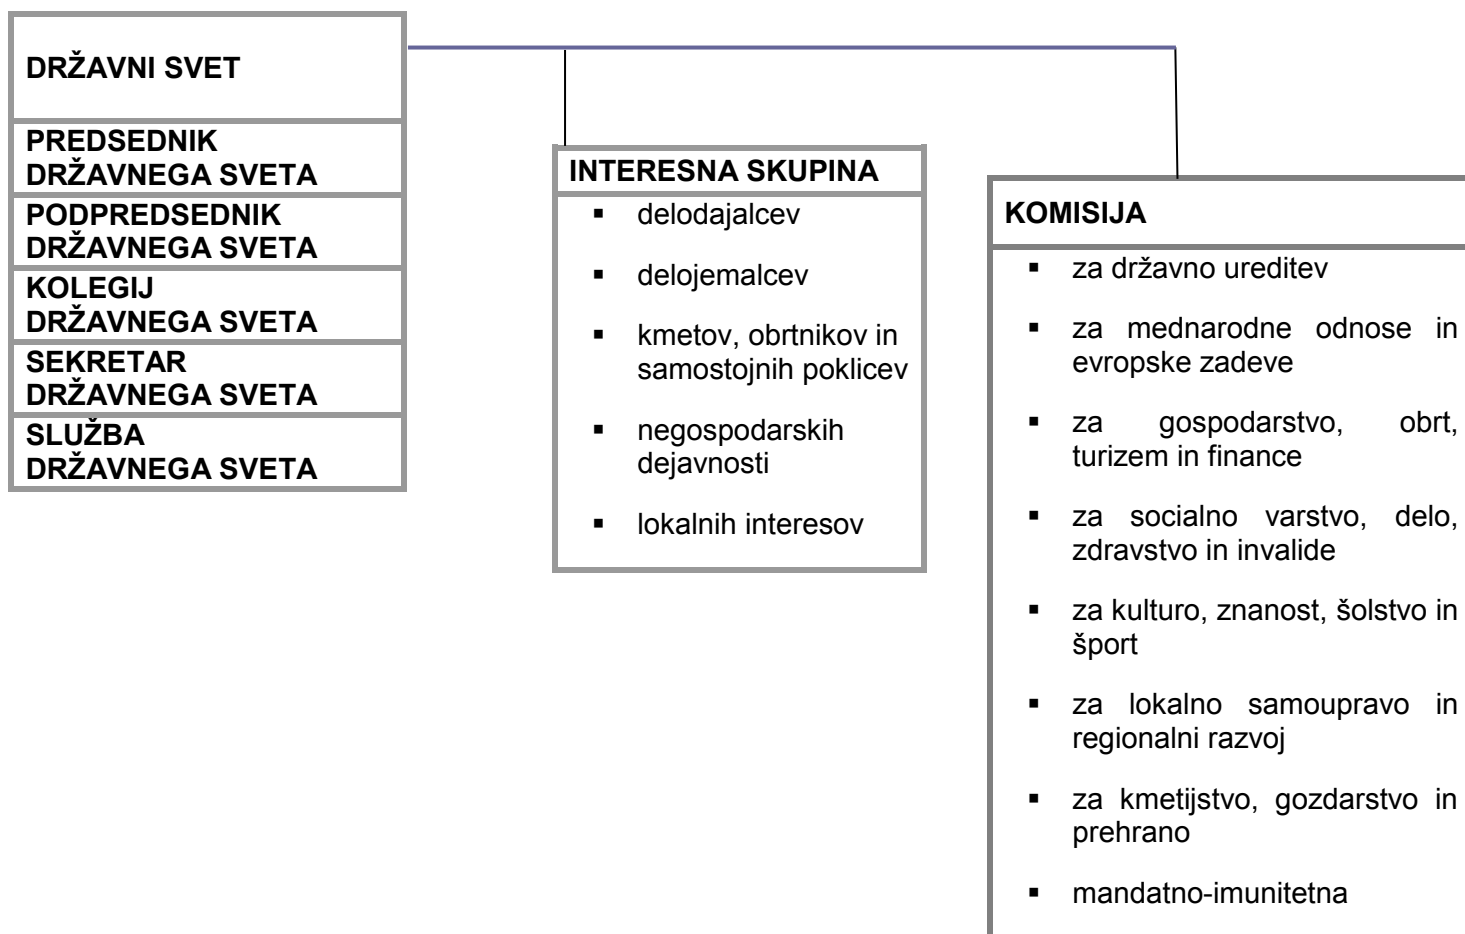 DRŽAVNI SVET
PREDSEDNIK
DRŽAVNEGA SVETA
PODPREDSEDNIK
DRŽAVNEGA SVETA
KOLEGIJ
DRŽAVNEGA SVETA
SEKRETAR
DRŽAVNEGA SVETA
SLUŽBA
DRŽAVNEGA SVETA
INTERESNA SKUPINA
▪ delodajalcev
▪ delojemalcev
▪ kmetov, obrtnikov in
samostojnih poklicev
▪ negospodarskih
dejavnosti
▪ lokalnih interesov
KOMISIJA
▪ za državno ureditev
▪ za mednarodne odnose in
evropske zadeve
▪ za gospodarstvo, obrt,
turizem in finance
▪ za socialno varstvo, delo,
zdravstvo in invalide
▪ za kulturo, znanost, šolstvo in
šport
▪ za lokalno samoupravo in
regionalni razvoj
▪ za kmetijstvo, gozdarstvo in
prehrano
▪ mandatno-imunitetna